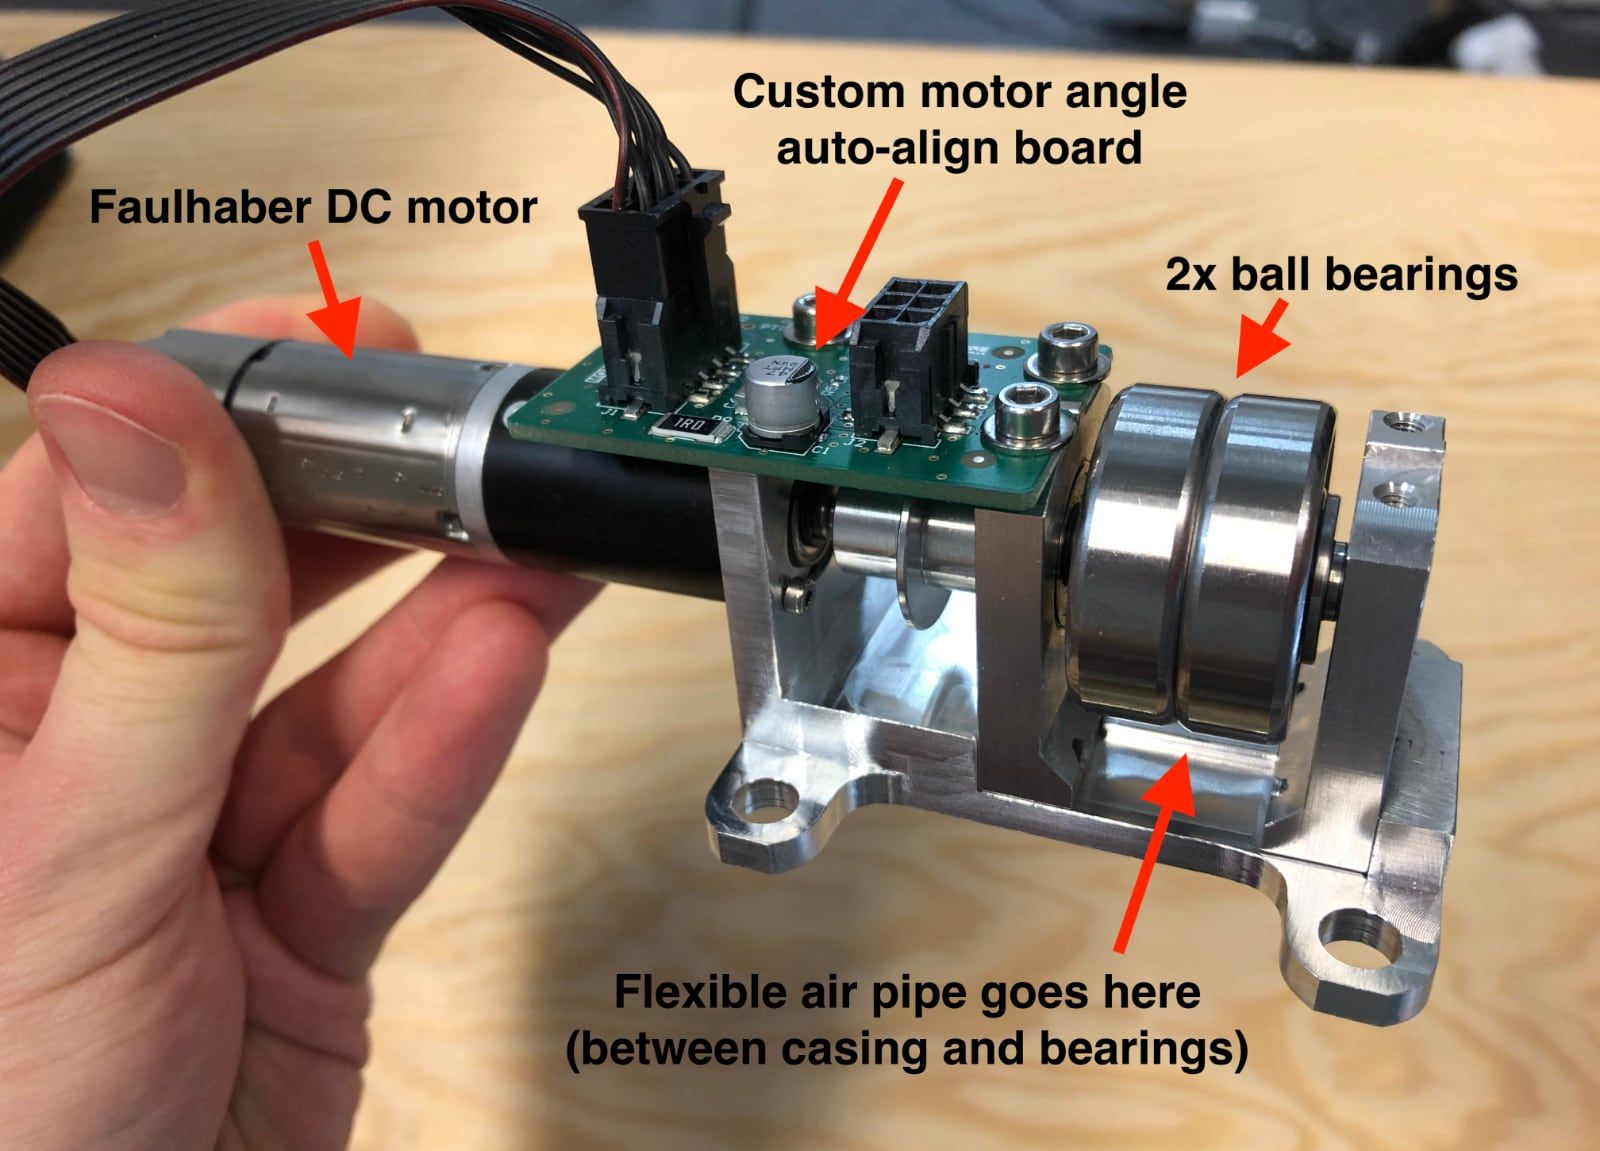 Custom motor angle
auto-align board
Faulhaber DC motor
2x ball bearings
J1
1R0
47
C1
J2
Flexible air pipe goes here
(between casing and bearings)